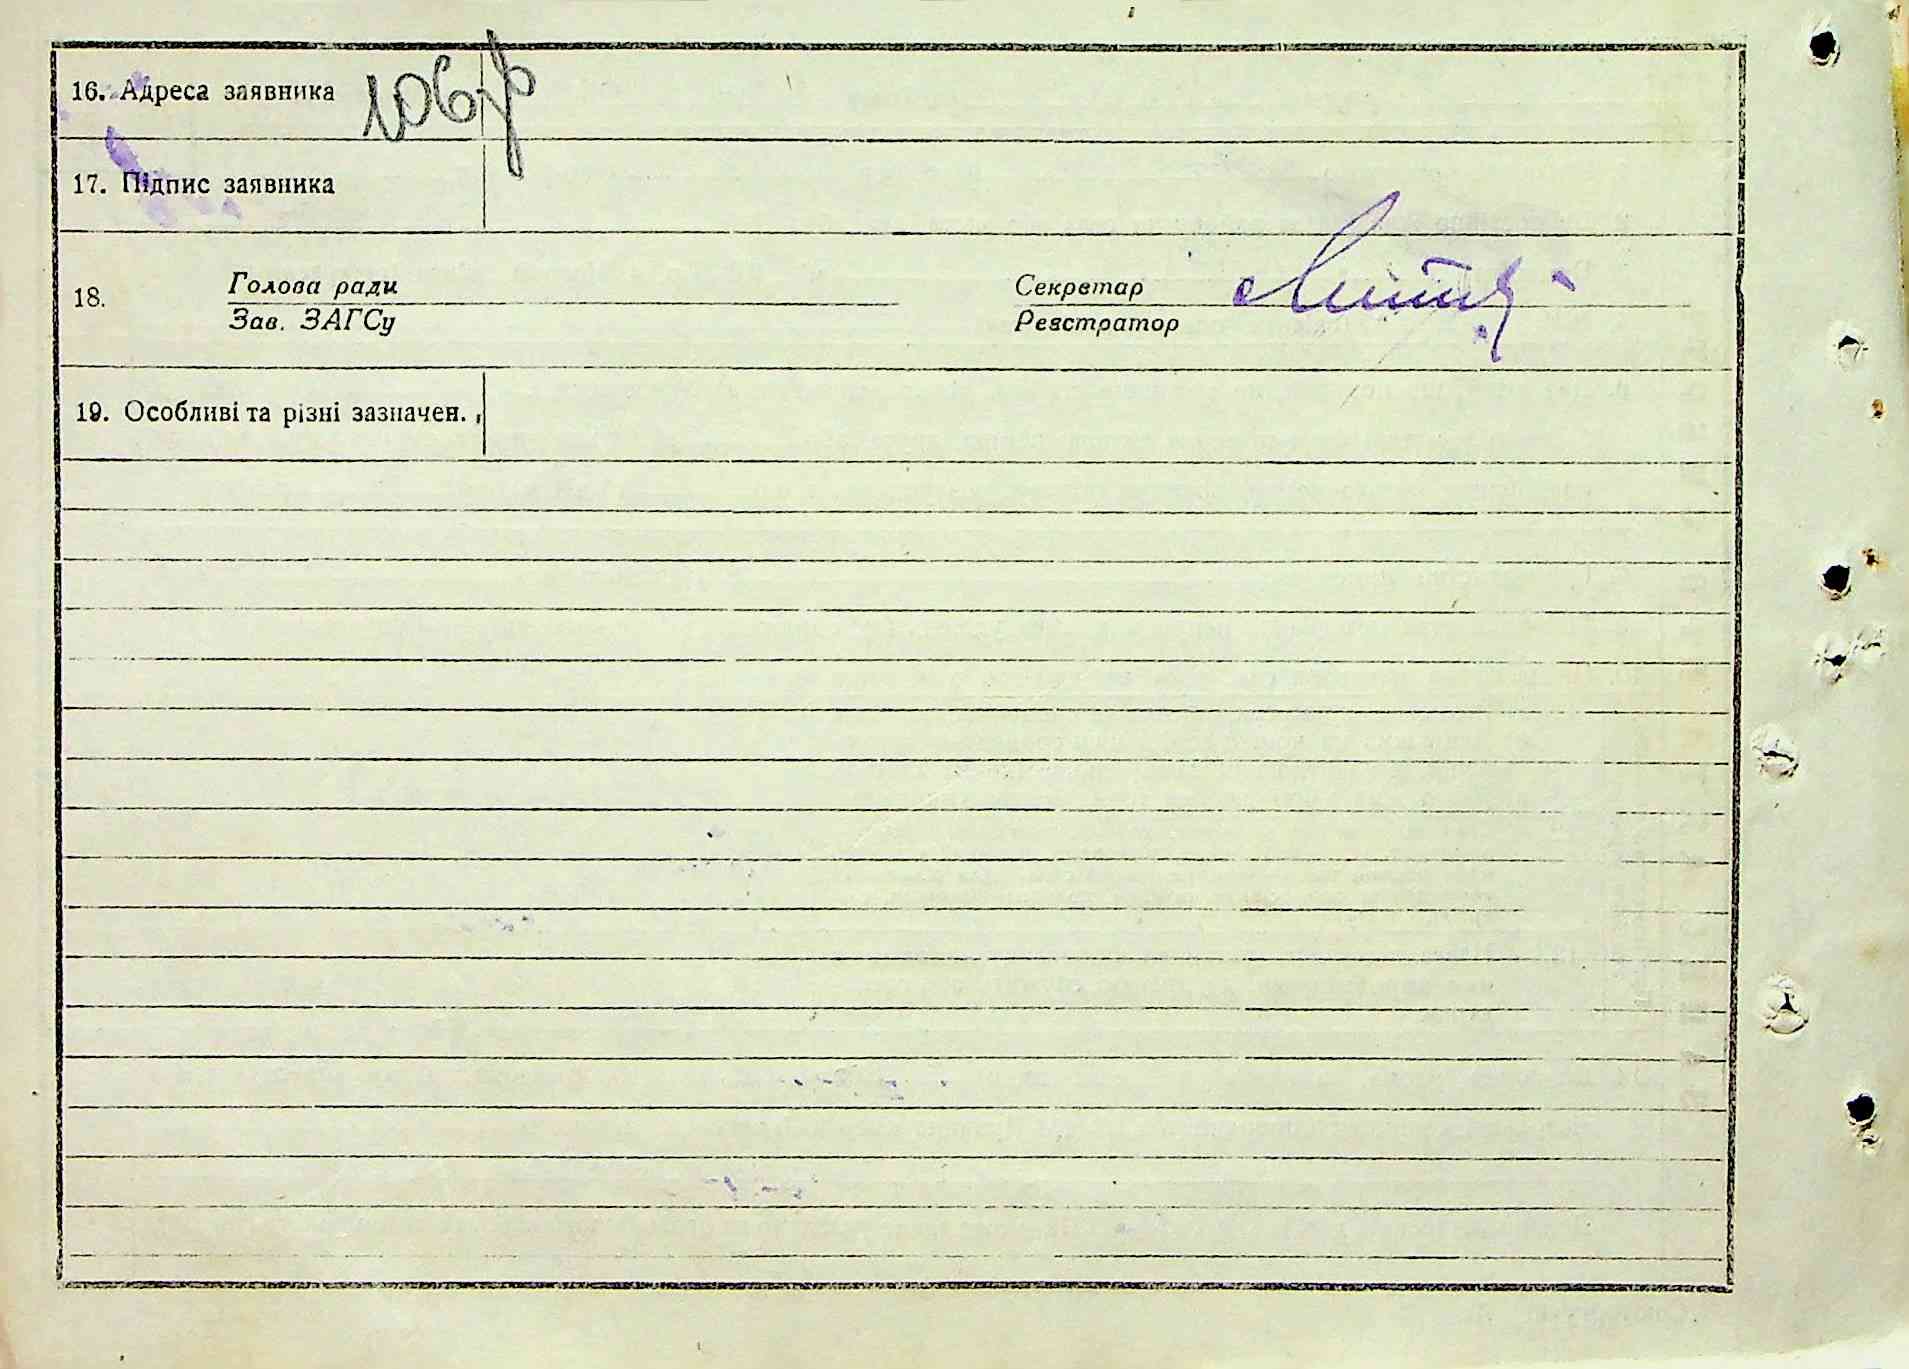 16. Адреса заявника
17. Підпис заявника
18.
Голова ради
Зав. ЗАГСу
Секретар
Реєстратор
19. Особливі та різні зазначен.